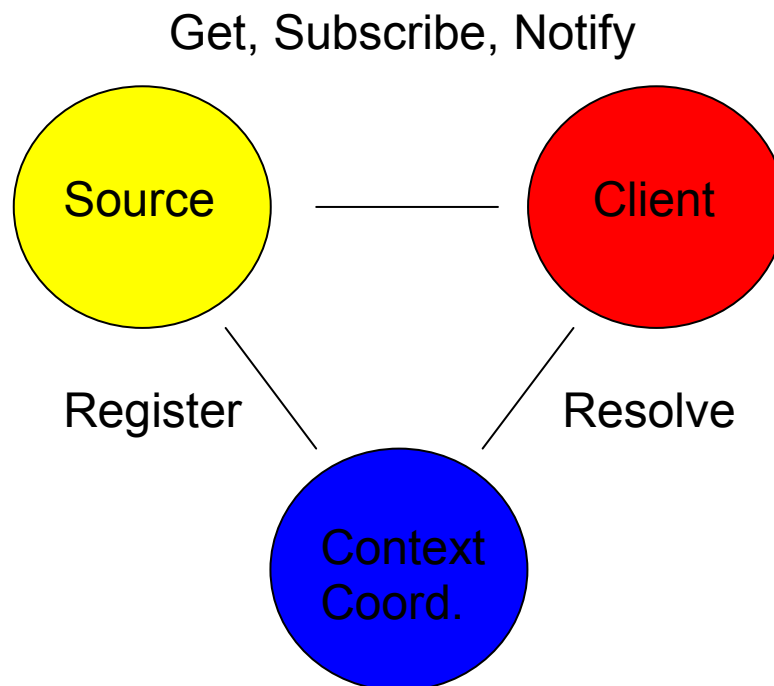 Get, Subscribe, Notify
Source
Client
Register
Resolve
Context
Coord.